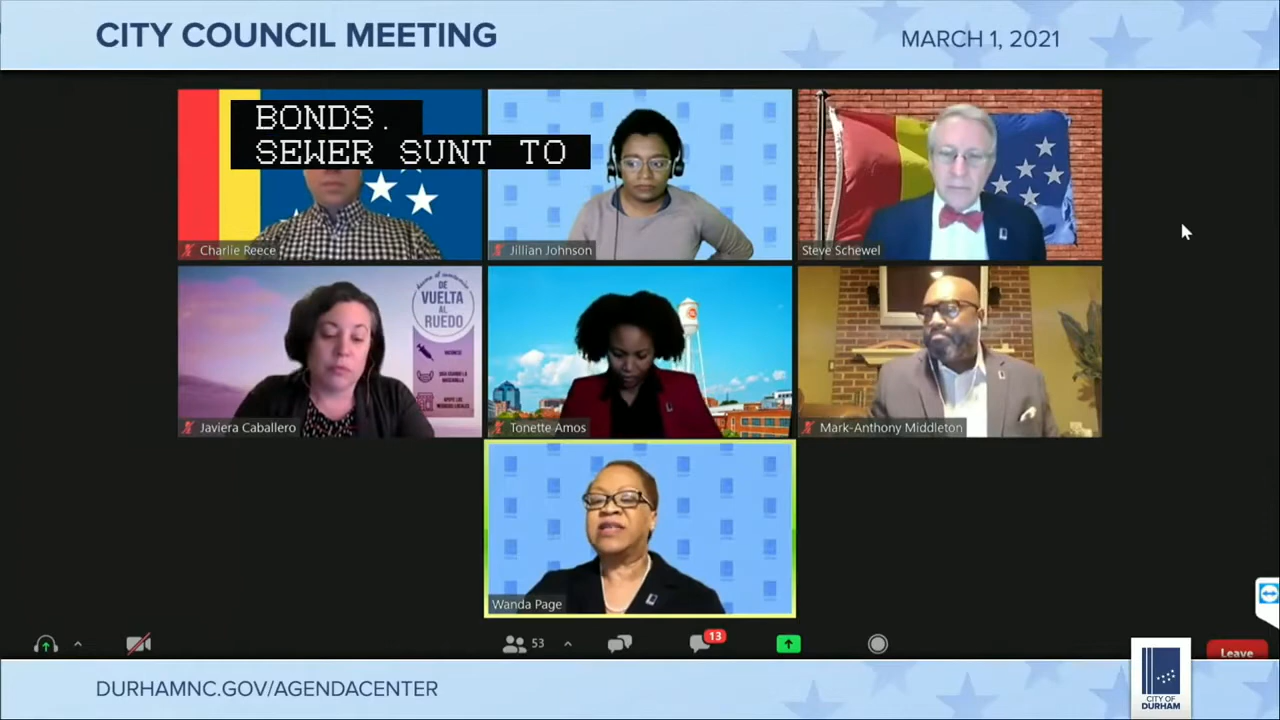 CITY COUNCIL MEETING
MARCH 1, 2021
BONDS.
SEWER SUNT TO
Charlie Reece
Jillian Johnson
Steve Schewel
DE
VUELTA
AL
RUEDO
Javiera Caballero
Tonette Amos
Mark-Anthony Middleton
Wanda Page
53
13
Leave
DURHAMNC.GOV/AGENDACENTER
CITY OF
DURHAM